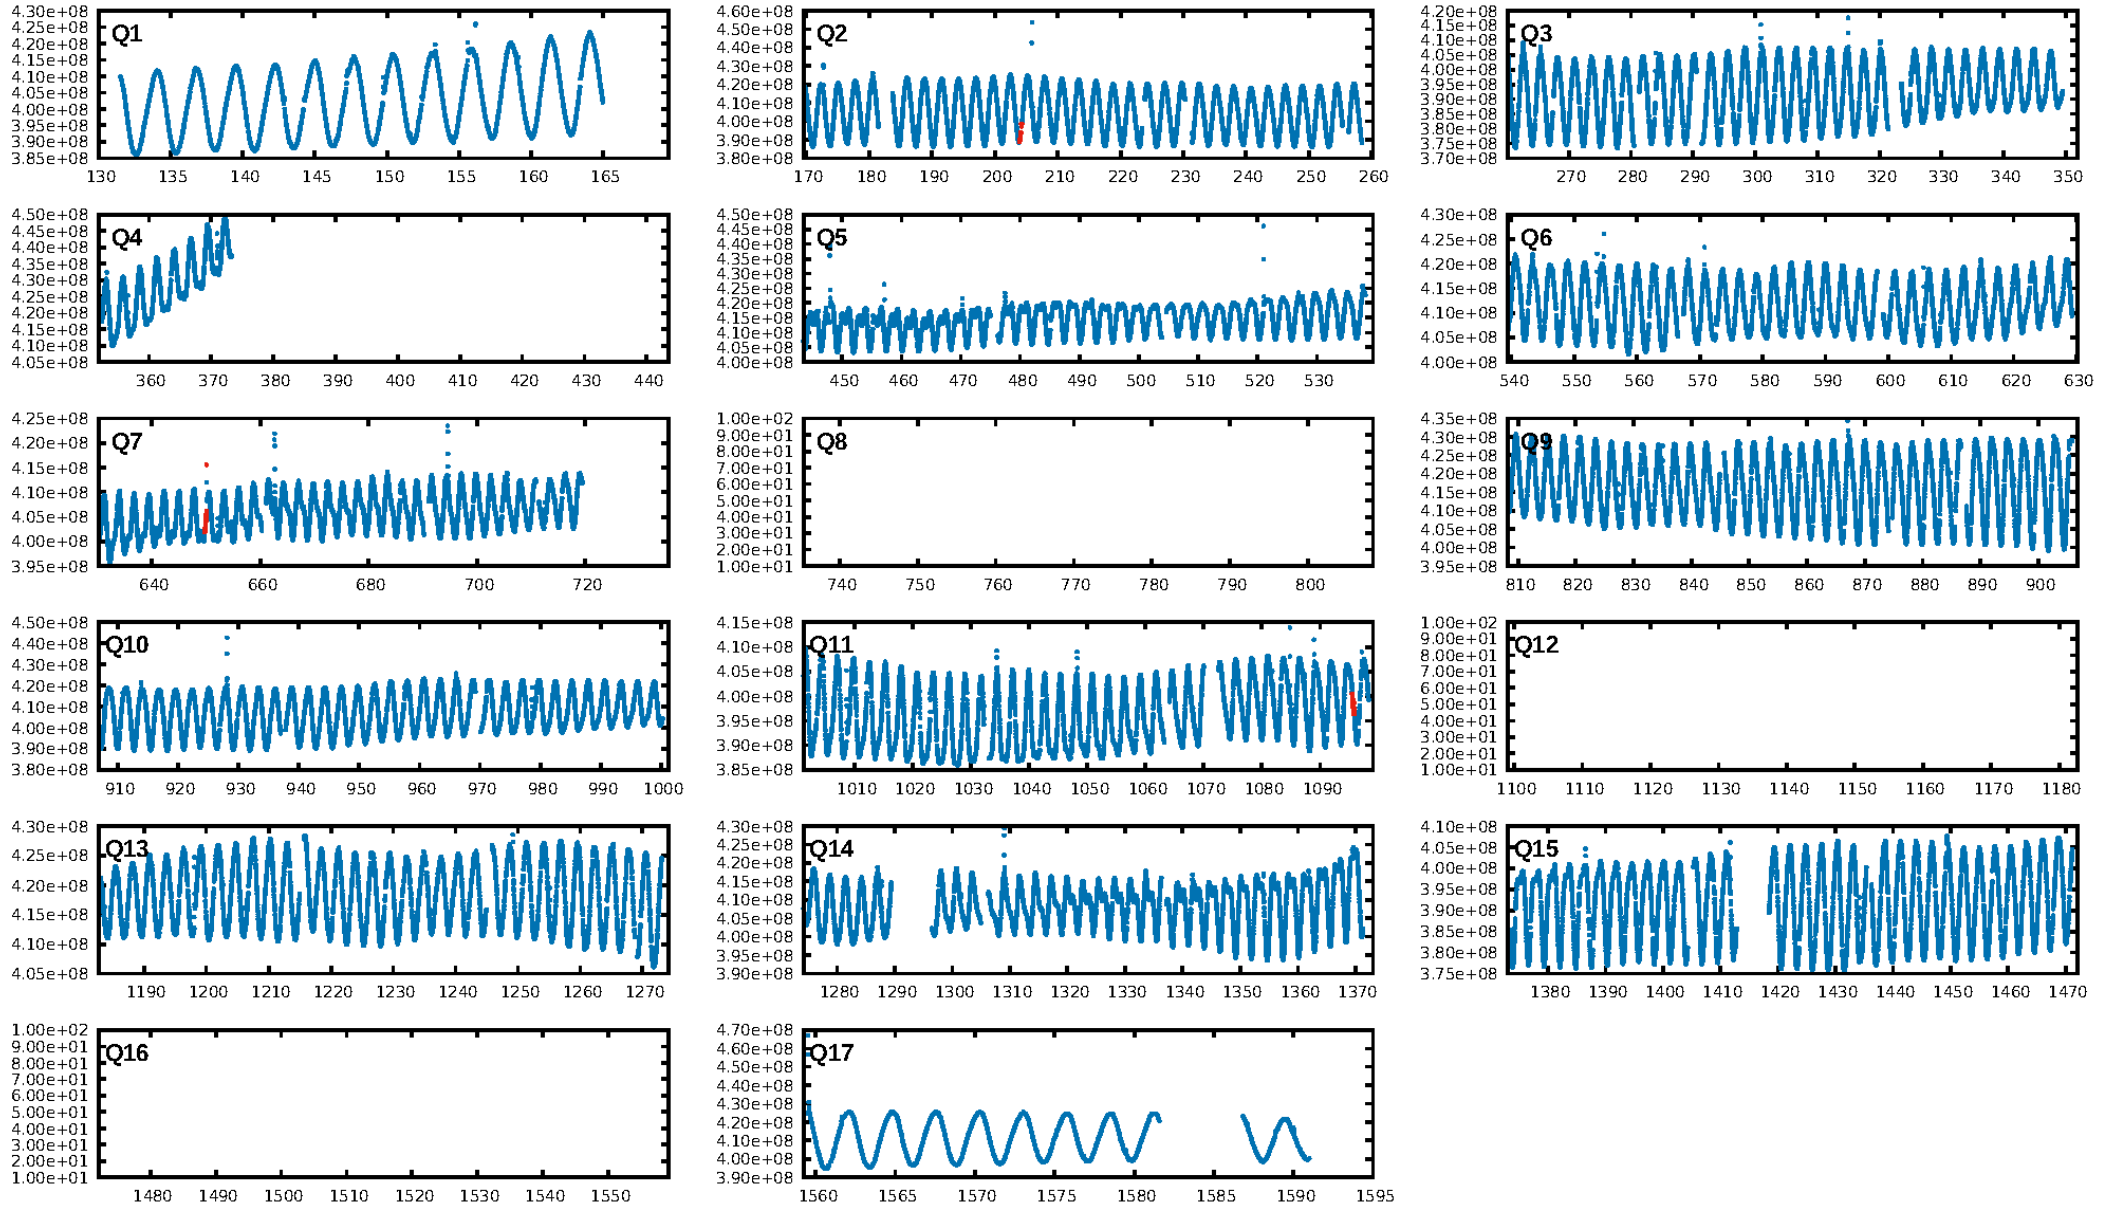 Q1
4.30e+08
4.25e+08
4.20e+08
4.15e+08
4.10e+08
4.05e+08
4.00e+08
3.95e+08
3.90e+08
3.85e+08
130 135 140 145 150 155 160 165
Q2
4.60e+08
4.50e+08
4.40e+08
4.30e+08
4.20e+08
4.10e+08
4.00e+08
3.90e+08
3.80e+08
170 180 190 200 210 220 230 240 250 260
Q3
4.20e+08
4.15e+08
4.10e+08
4.05e+08
4.00e+08
3.95e+08
3.90e+08
3.85e+08
3.80e+08
3.75e+08
3.70e+08
270 280 290 300 310 320 330 340 350
Q4
4.50e+08
4.45e+08
4.40e+08
4.35e+08
4.30e+08
4.25e+08
4.20e+08
4.15e+08
4.10e+08
4.05e+08
360 370 380 390 400 410 420 430 440
Q5
4.50e+08
4.45e+08
4.40e+08
4.35e+08
4.30e+08
4.25e+08
4.20e+08
4.15e+08
4.10e+08
4.05e+08
4.00e+08
450 460 470 480 490 500 510 520 530
Q6
4.30e+08
4.25e+08
4.20e+08
4.15e+08
4.10e+08
4.05e+08
4.00e+08
540 550 560 570 580 590 600 610 620 630
Q7
4.25e+08
4.20e+08
4.15e+08
4.10e+08
4.05e+08
4.00e+08
3.95e+08
640 660 680 700 720
Q8
1.00e+02
9.00e+01
8.00e+01
7.00e+01
6.00e+01
5.00e+01
4.00e+01
3.00e+01
2.00e+01
1.00e+01
740 750 760 770 780 790 800
Q9
4.35e+08
4.30e+08
4.25e+08
4.20e+08
4.15e+08
4.10e+08
4.05e+08
4.00e+08
3.95e+08
810 820 830 840 850 860 870 880 890 900
Q10
4.50e+08
4.40e+08
4.30e+08
4.20e+08
4.10e+08
4.00e+08
3.90e+08
3.80e+08
910 920 930 940 950 960 970 980 990 1000
Q11
4.15e+08
4.10e+08
4.05e+08
4.00e+08
3.95e+08
3.90e+08
3.85e+08
1010 1020 1030 1040 1050 1060 1070 1080 1090
Q12
1.00e+02
9.00e+01
8.00e+01
7.00e+01
6.00e+01
5.00e+01
4.00e+01
3.00e+01
2.00e+01
1.00e+01
1100 1110 1120 1130 1140 1150 1160 1170 1180
Q13
4.30e+08
4.25e+08
4.20e+08
4.15e+08
4.10e+08
4.05e+08
1190 1200 1210 1220 1230 1240 1250 1260 1270
Q14
4.30e+08
4.25e+08
4.20e+08
4.15e+08
4.10e+08
4.05e+08
4.00e+08
3.95e+08
3.90e+08
1280 1290 1300 1310 1320 1330 1340 1350 1360 1370
Q15
4.10e+08
4.05e+08
4.00e+08
3.95e+08
3.90e+08
3.85e+08
3.80e+08
3.75e+08
1380 1390 1400 1410 1420 1430 1440 1450 1460 1470
Q16
1.00e+02
9.00e+01
8.00e+01
7.00e+01
6.00e+01
5.00e+01
4.00e+01
3.00e+01
2.00e+01
1.00e+01
1480 1490 1500 1510 1520 1530 1540 1550
Q17
4.70e+08
4.60e+08
4.50e+08
4.40e+08
4.30e+08
4.20e+08
4.10e+08
4.00e+08
3.90e+08
1560 1565 1570 1575 1580 1585 1590 1595